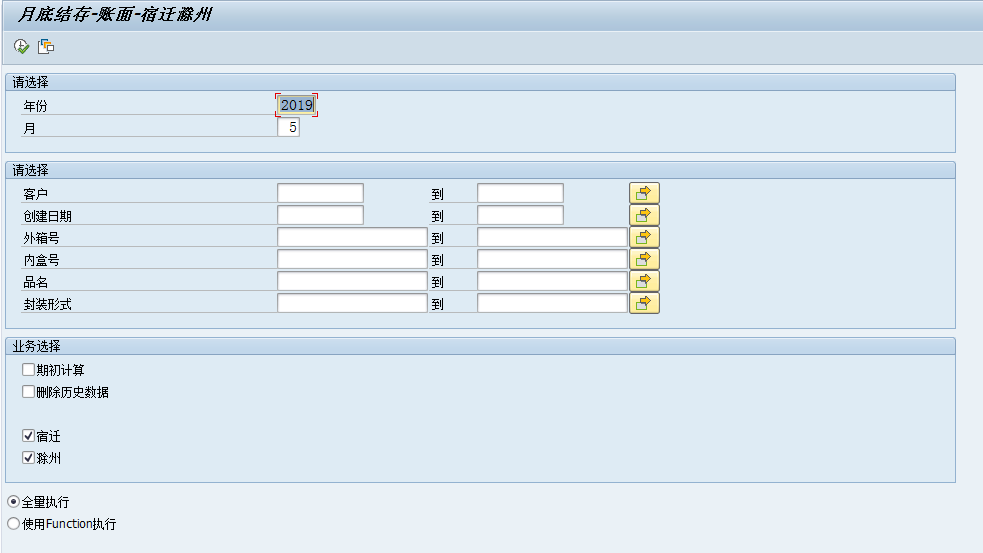 月底结存-账面-宿迁滁州
请选择
年份 2019
月 5
请选择
客户 到
创建日期 到
外箱号 到
内盒号 到
品名 到
封装形式 到
业务选择
期初计算
删除历史数据
宿迁
滁州
全量执行
使用Function执行